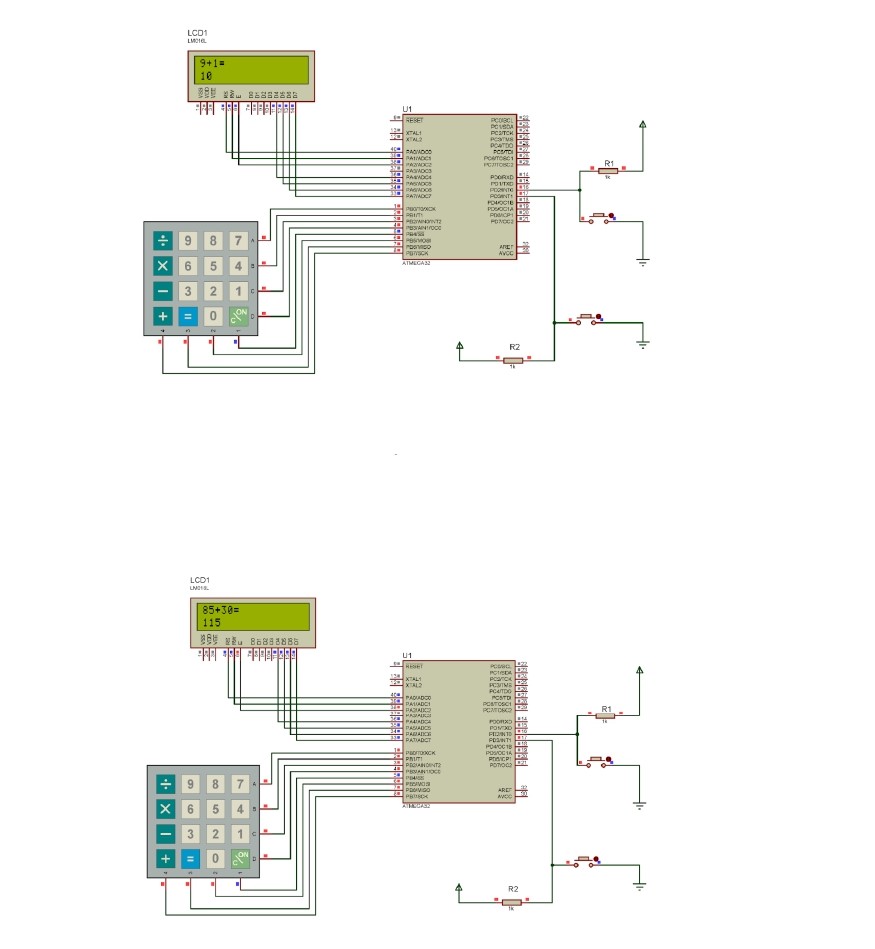 LCD1
LM016L
9+1=
10
VSS VDD VEE RS RW E D0 D1 D2 D3 D4 D5 D6 D7
U1
RESET
XTAL1
XTAL2
PA0/ADC0
PA1/ADC1
PA2/ADC2
PA3/ADC3
PA4/ADC4
PA5/ADC5
PA6/ADC6
PA7/ADC7
PB0/T0/XCK
PB1/T1
PB2/AIN0/INT2
PB3/AIN1/OC0
PB4/SS
PB5/MOSI
PB6/MISO
PB7/SCK
PC0/SCL
PC1/SDA
PC2/TCK
PC3/TMS
PC4/TDO
PC5/TDI
PC6/TOSC1
PC7/TOSC2
PD0/RXD
PD1/TXD
PD2/INT0
PD3/INT1
PD4/OC1B
PD5/OC1A
PD6/ICP1
PD7/OC2
AREF
AVCC
ATMEGA32
R1
1k
÷ 9 8 7 A
× 6 5 4 B
− 3 2 1 C
+ = 0 ON/C D
4 3 2 1
R2
1k
LCD1
LM016L
85+30=
115
VSS VDD VEE RS RW E D0 D1 D2 D3 D4 D5 D6 D7
U1
RESET
XTAL1
XTAL2
PA0/ADC0
PA1/ADC1
PA2/ADC2
PA3/ADC3
PA4/ADC4
PA5/ADC5
PA6/ADC6
PA7/ADC7
PB0/T0/XCK
PB1/T1
PB2/AIN0/INT2
PB3/AIN1/OC0
PB4/SS
PB5/MOSI
PB6/MISO
PB7/SCK
PC0/SCL
PC1/SDA
PC2/TCK
PC3/TMS
PC4/TDO
PC5/TDI
PC6/TOSC1
PC7/TOSC2
PD0/RXD
PD1/TXD
PD2/INT0
PD3/INT1
PD4/OC1B
PD5/OC1A
PD6/ICP1
PD7/OC2
AREF
AVCC
ATMEGA32
R1
1k
÷ 9 8 7 A
× 6 5 4 B
− 3 2 1 C
+ = 0 ON/C D
4 3 2 1
R2
1k